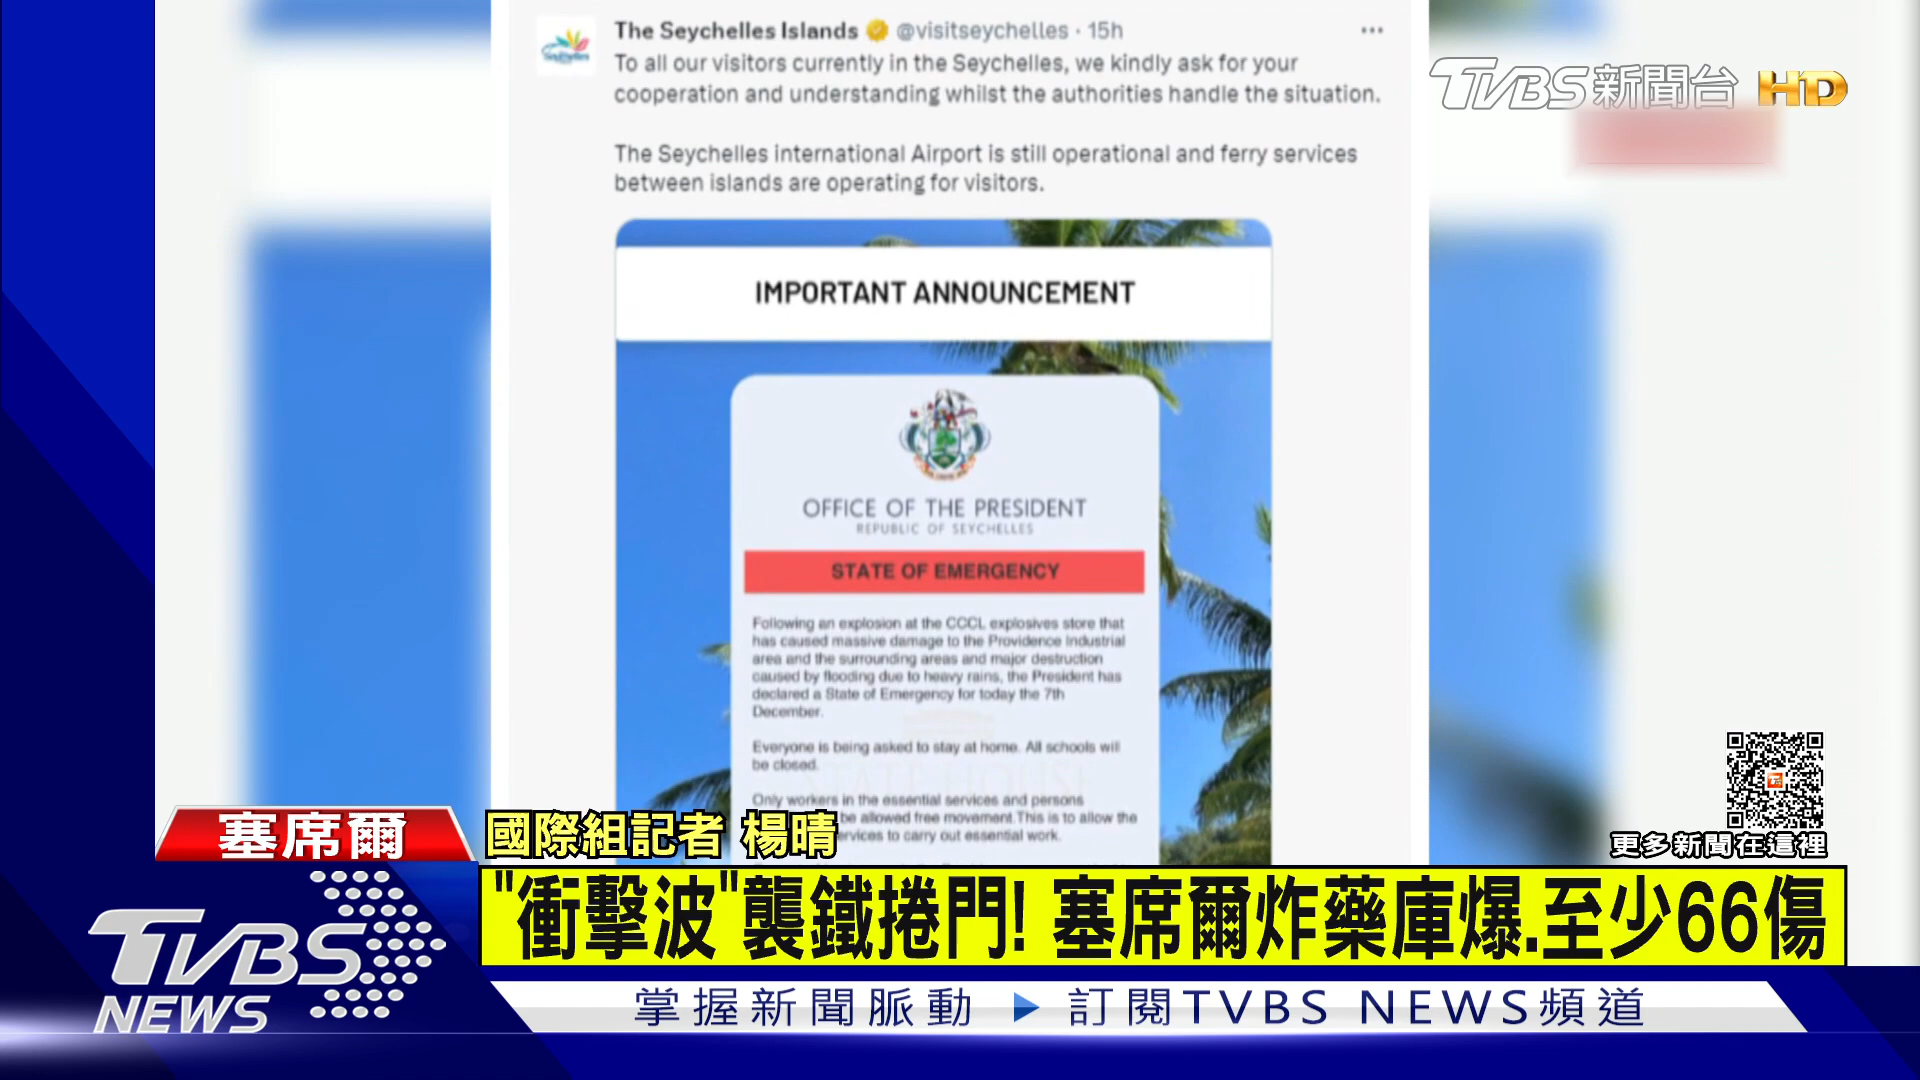 The Seychelles Islands @visitseychelles · 15h
To all our visitors currently in the Seychelles, we kindly ask for your
cooperation and understanding whilst the authorities handle the situation.
The Seychelles international Airport is still operational and ferry services
between islands are operating for visitors.
TVBS新聞台 HD
IMPORTANT ANNOUNCEMENT
OFFICE OF THE PRESIDENT
REPUBLIC OF SEYCHELLES
STATE OF EMERGENCY
Following an explosion at the CCCL explosives store that
has caused massive damage to the Providence Industrial
area and the surrounding areas and major destruction
caused by flooding due to heavy rains, the President has
declared a State of Emergency for today the 7th
December.
Everyone is being asked to stay at home. All schools will
be closed.
STATE HOUSE
Only workers in the essential services and persons
be allowed free movement.This is to allow the
ervices to carry out essential work.
更多新聞在這裡
塞席爾
國際組記者 楊晴
"衝擊波"襲鐵捲門! 塞席爾炸藥庫爆.至少66傷
TVBS
NEWS
掌握新聞脈動 ▶ 訂閱TVBS NEWS頻道